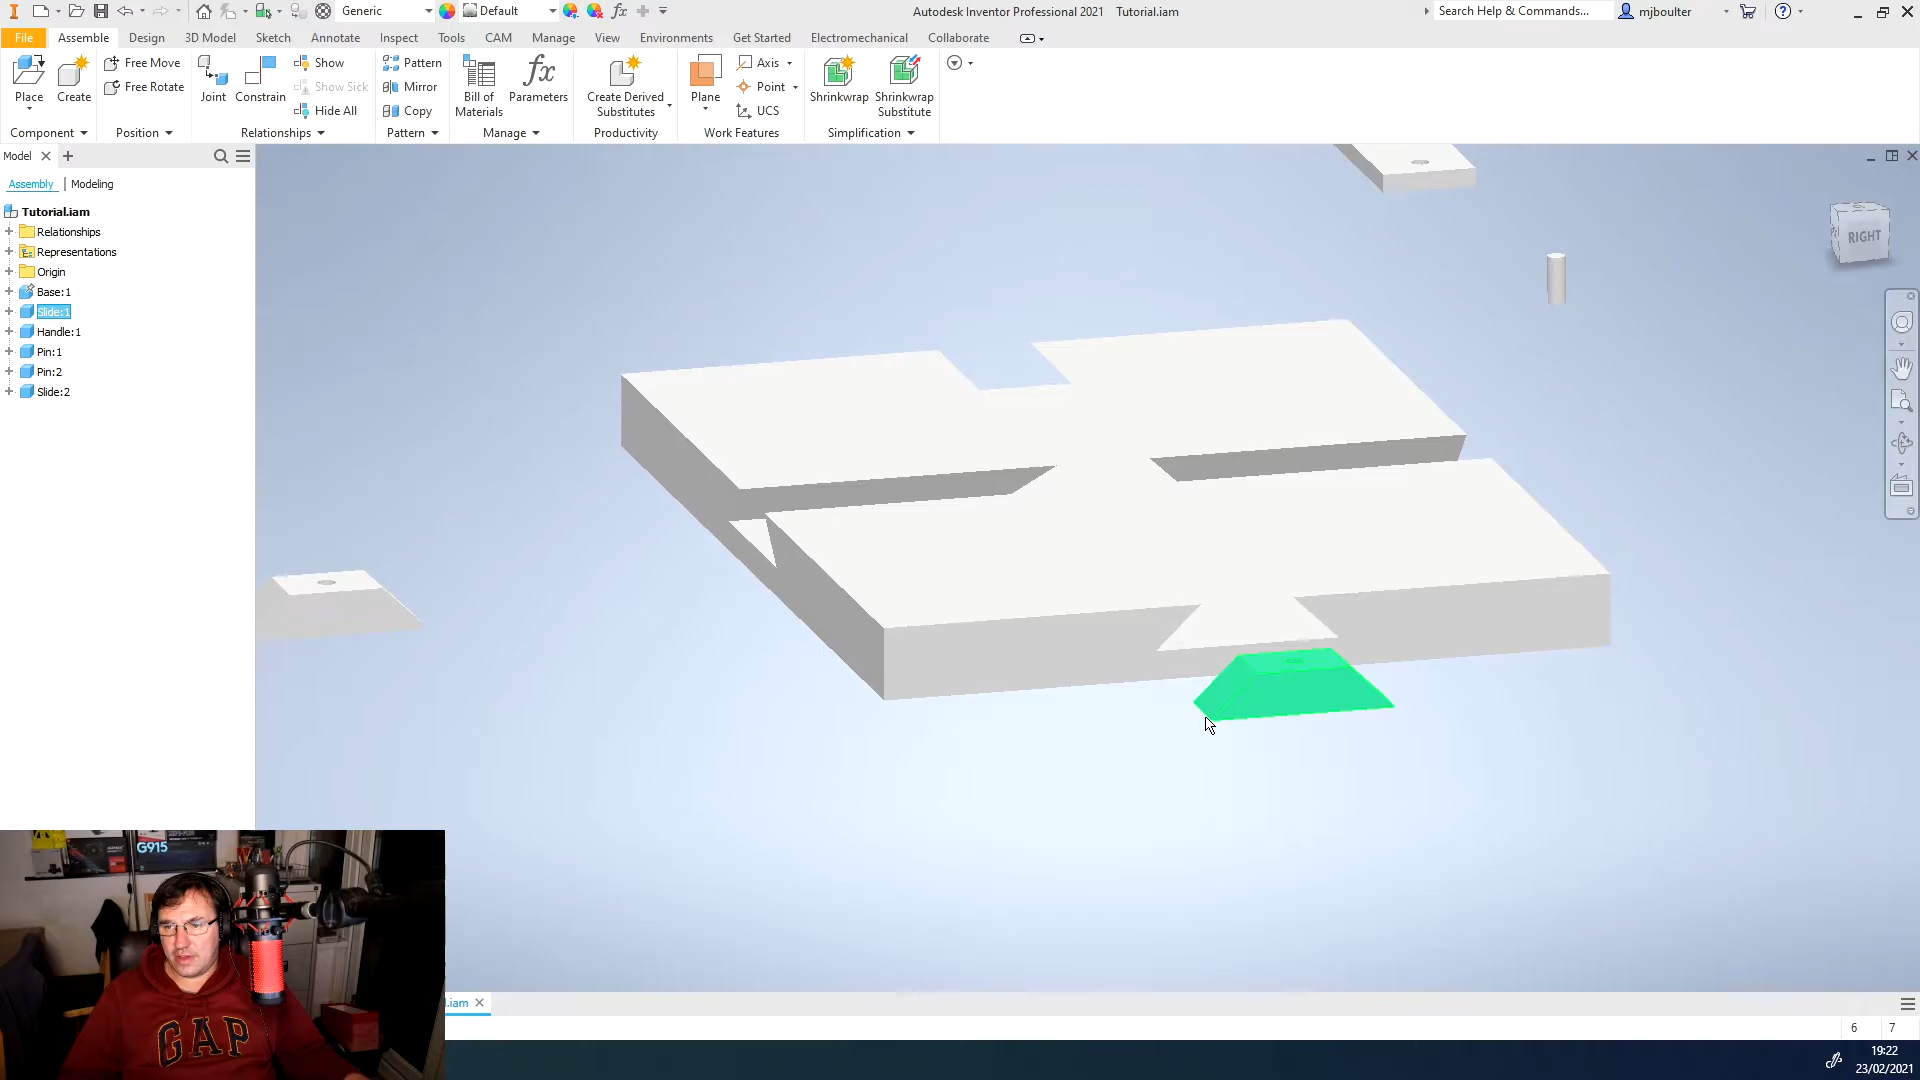 Generic
Default
fx
Autodesk Inventor Professional 2021 Tutorial.iam
Search Help & Commands...
mjboulter
File
Assemble
Design
3D Model
Sketch
Annotate
Inspect
Tools
CAM
Manage
View
Environments
Get Started
Electromechanical
Collaborate
Place
Create
Free Move
Free Rotate
Joint
Constrain
Show
Show Sick
Hide All
Pattern
Mirror
Copy
Bill of
Materials
fx
Parameters
Create Derived
Substitutes
Plane
Axis
Point
UCS
Shrinkwrap
Shrinkwrap
Substitute
Component
Position
Relationships
Pattern
Manage
Productivity
Work Features
Simplification
Model
Assembly | Modeling
Tutorial.iam
Relationships
Representations
Origin
Base:1
Slide:1
Handle:1
Pin:1
Pin:2
Slide:2
RIGHT
G915
GAP
.iam
6 7
19:22
23/02/2021